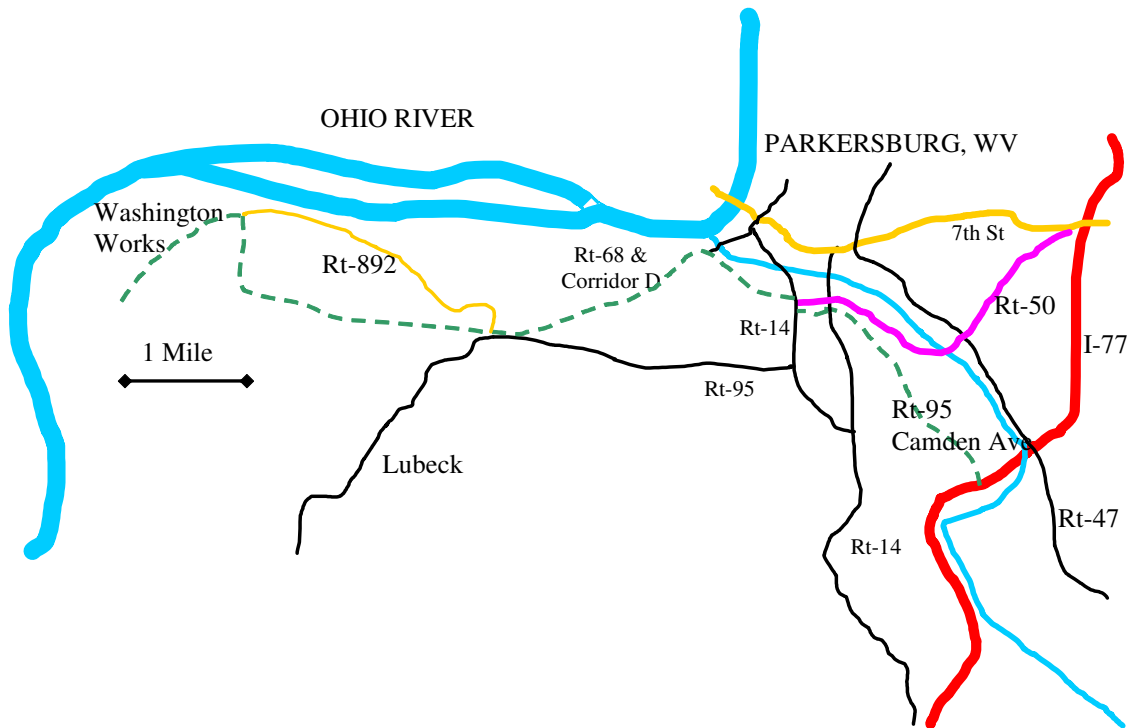 OHIO RIVER
PARKERSBURG, WV
Washington
Works
Rt-892
Rt-68 &
Corridor D
7th St
Rt-50
Rt-14
I-77
1 Mile
Rt-95
Rt-95
Camden Ave
Lubeck
Rt-47
Rt-14